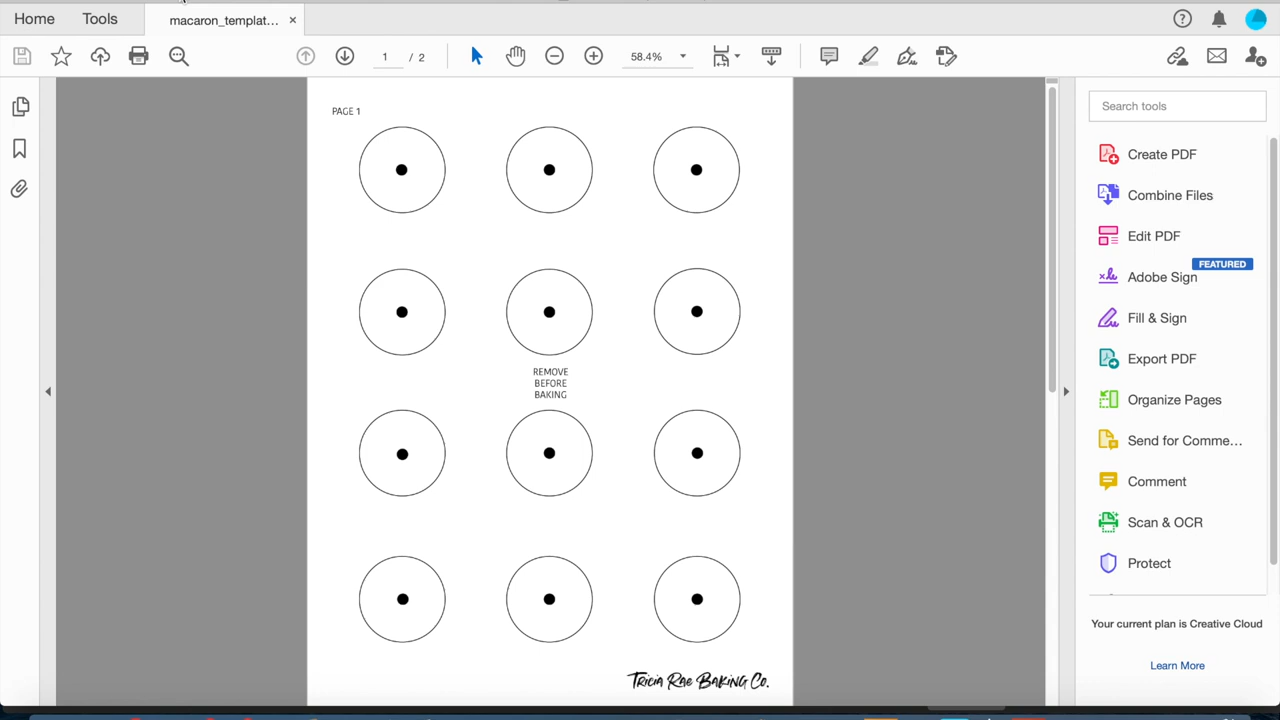 Home
Tools
macaron_templat...
1
/ 2
58.4%
PAGE 1
REMOVE
BEFORE
BAKING
TRICIA RAE BAKING CO.
Search tools
Create PDF
Combine Files
Edit PDF
FEATURED
Adobe Sign
Fill & Sign
Export PDF
Organize Pages
Send for Comme...
Comment
Scan & OCR
Protect
Your current plan is Creative Cloud
Learn More